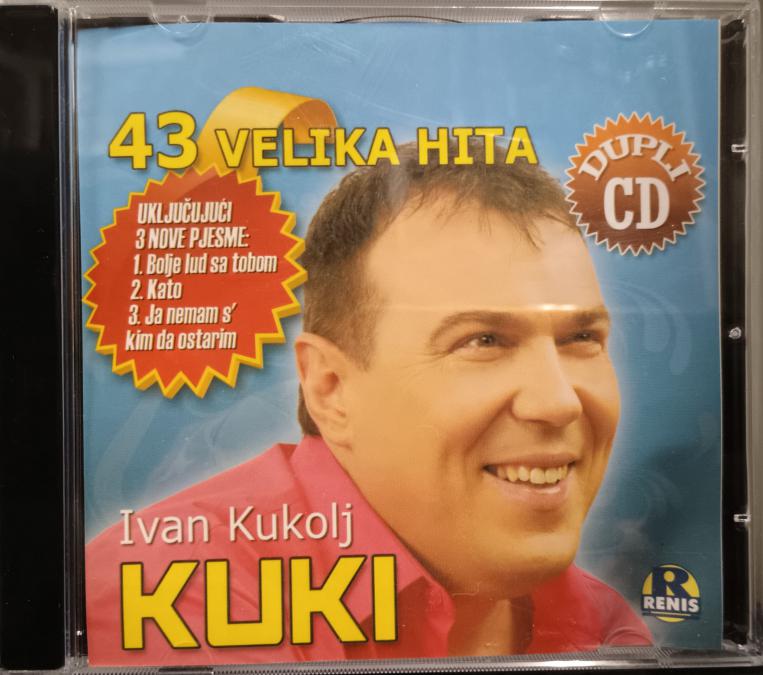 43 VELIKA HITA
DUPLI
CD
UKLJUČUJUĆI
3 NOVE PJESME:
1. Bolje lud sa tobom
2. Kato
3. Ja nemam s'
kim da ostarim
Ivan Kukolj
KUKI
R
RENIS